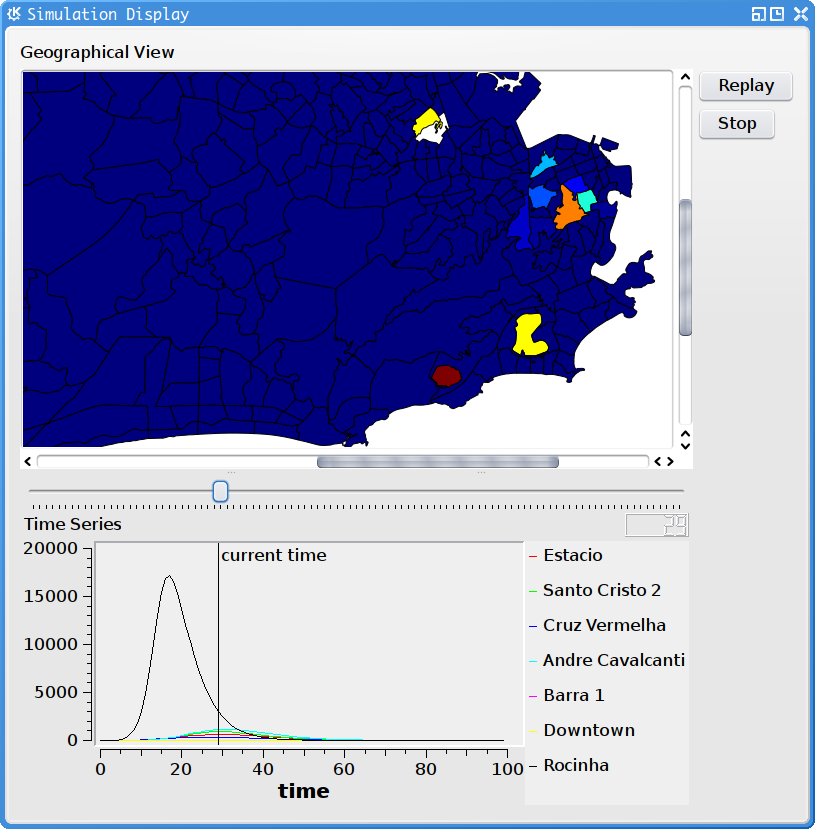 Simulation Display
Geographical View
Replay
Stop
Time Series
29
20000
15000
10000
5000
0
current time
0 20 40 60 80 100
time
Estacio
Santo Cristo 2
Cruz Vermelha
Andre Cavalcanti
Barra 1
Downtown
Rocinha